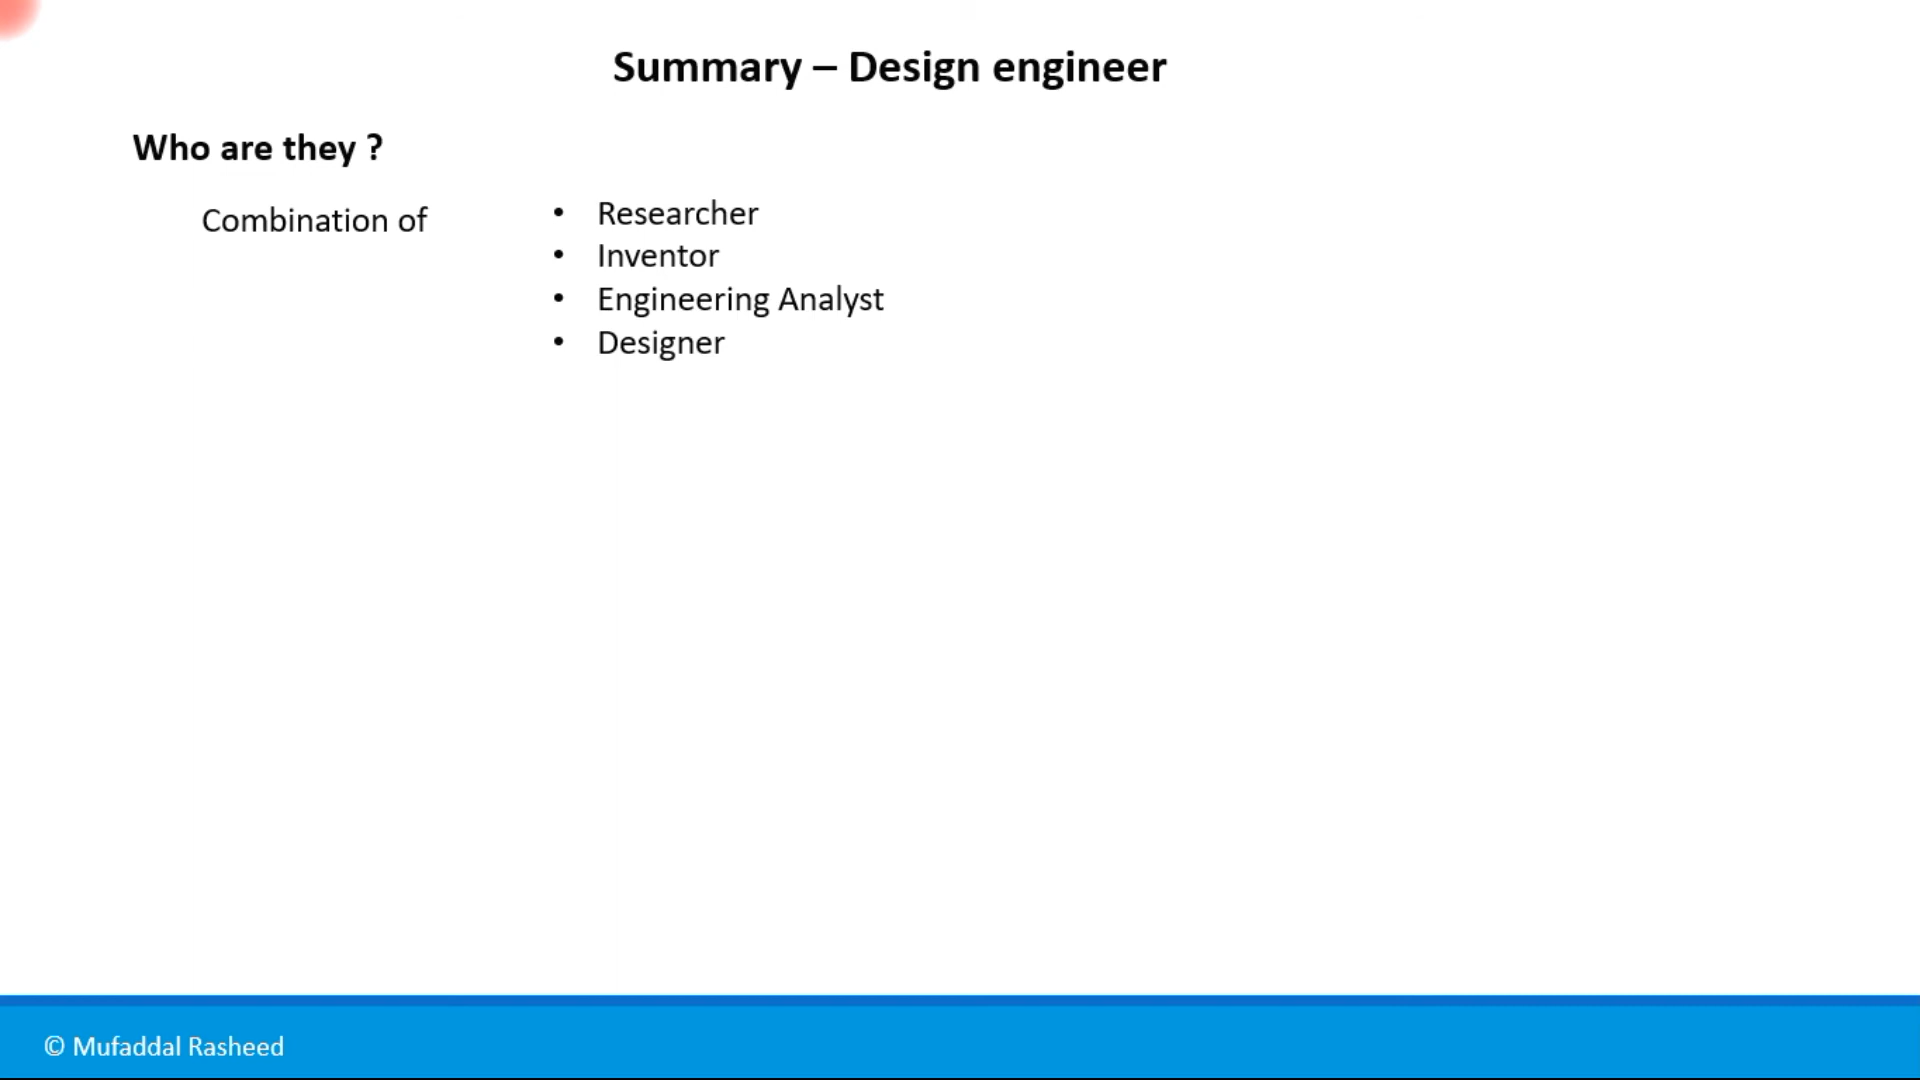 Summary – Design engineer
Who are they ?
Combination of
• Researcher
• Inventor
• Engineering Analyst
• Designer
© Mufaddal Rasheed